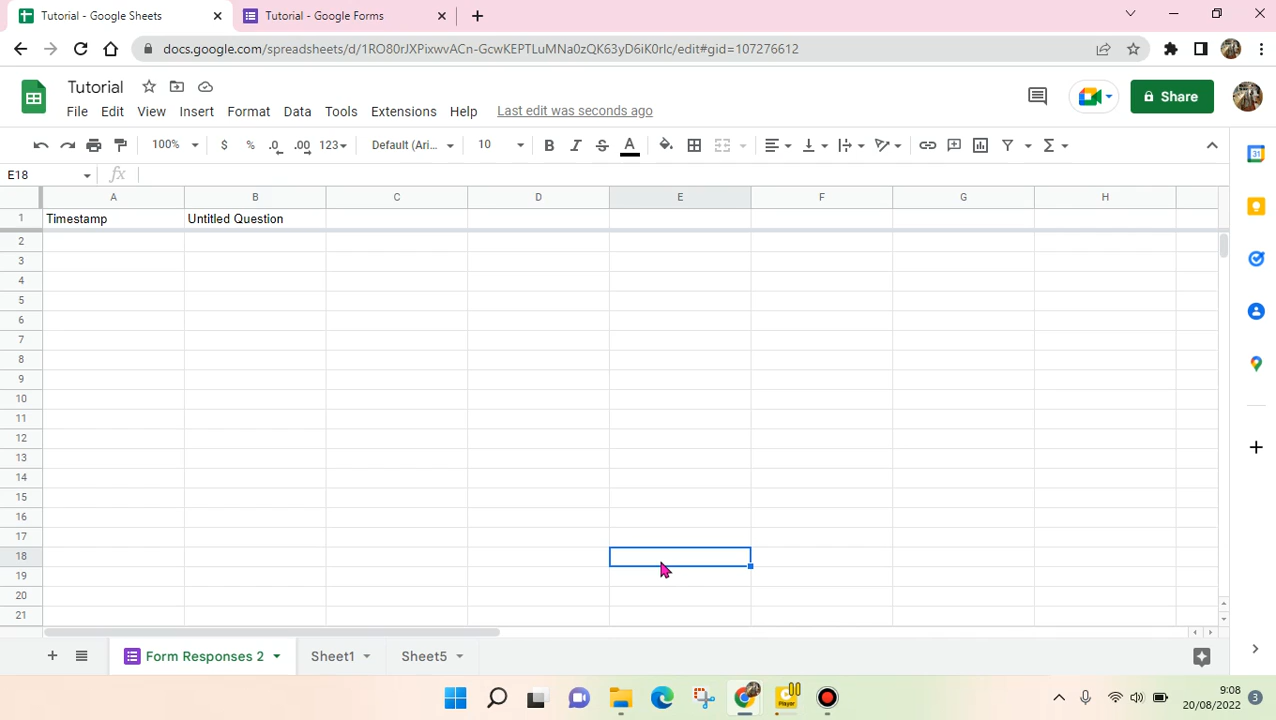 Tutorial - Google Sheets
Tutorial - Google Forms
docs.google.com/spreadsheets/d/1RO80rJXPixwvACn-GcwKEPTLuMNa0zQK63yD6iK0rlc/edit#gid=107276612
Tutorial
File Edit View Insert Format Data Tools Extensions Help Last edit was seconds ago
Share
100% $ % .0 .00 123 Default (Ari... 10 B I S A
E18 fx
A B C D E F G H
1 Timestamp Untitled Question
2
3
4
5
6
7
8
9
10
11
12
13
14
15
16
17
18
19
20
21
Form Responses 2 Sheet1 Sheet5
Player
9:08
20/08/2022
3
31